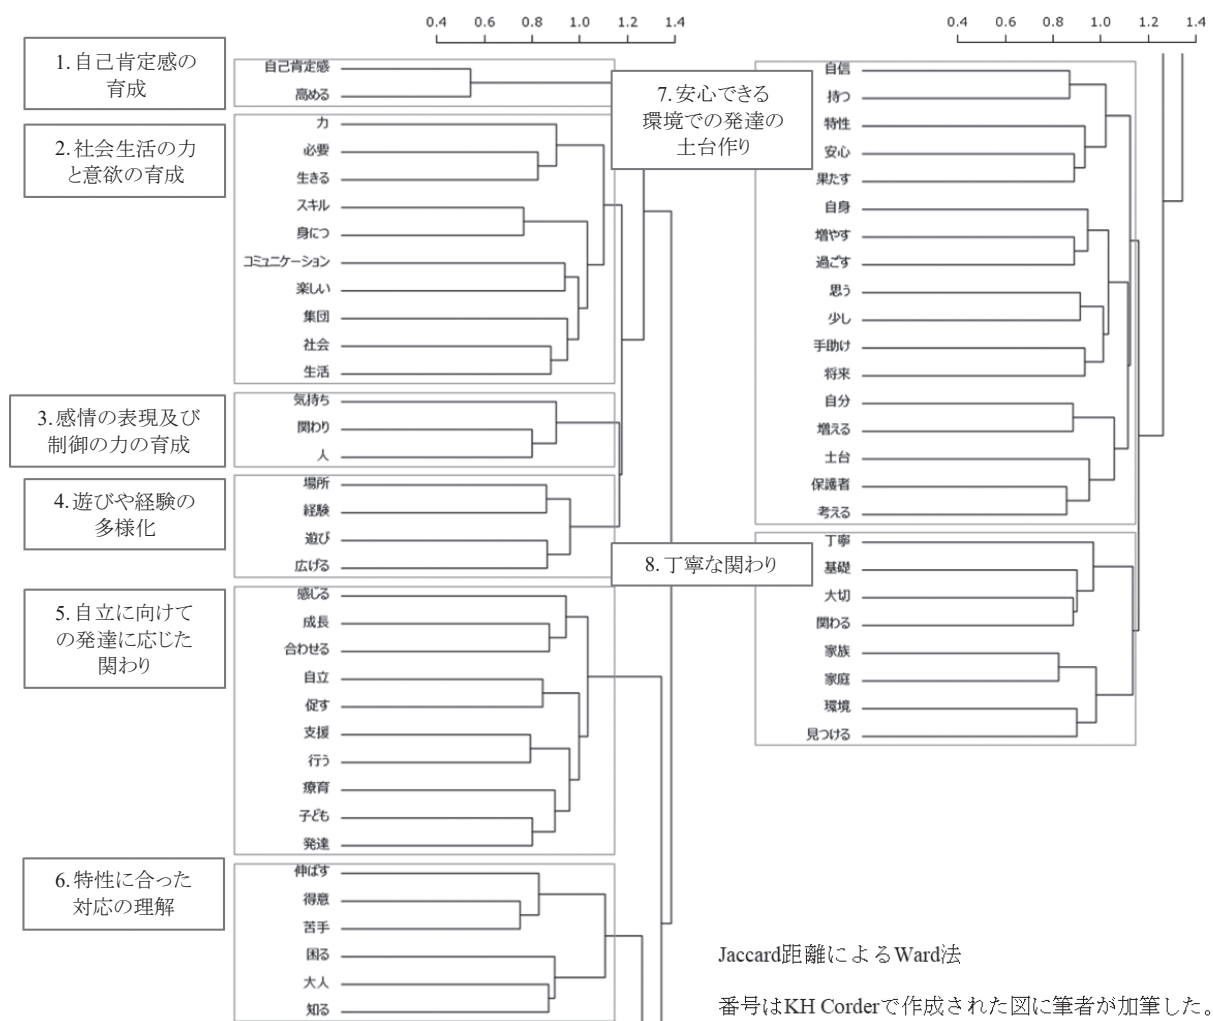 0.4 0.6 0.8 1.0 1.2 1.4
1.自己肯定感の
育成
自己肯定感
高める
2.社会生活の力
と意欲の育成
力
必要
生きる
スキル
身につ
コミュニケーション
楽しい
集団
社会
生活
3.感情の表現及び
制御の力の育成
気持ち
関わり
人
4.遊びや経験の
多様化
場所
経験
遊び
広げる
5.自立に向けて
の発達に応じた
関わり
感じる
成長
合わせる
自立
促す
支援
行う
療育
子ども
発達
6.特性に合った
対応の理解
伸ばす
得意
苦手
困る
大人
知る
0.4 0.6 0.8 1.0 1.2 1.4
7.安心できる
環境での発達の
土台作り
自信
持つ
特性
安心
果たす
自身
増やす
過ごす
思う
少し
手助け
将来
自分
増える
土台
保護者
考える
8.丁寧な関わり
丁寧
基礎
大切
関わる
家族
家庭
環境
見つける
Jaccard距離によるWard法
番号はKH Corderで作成された図に筆者が加筆した。